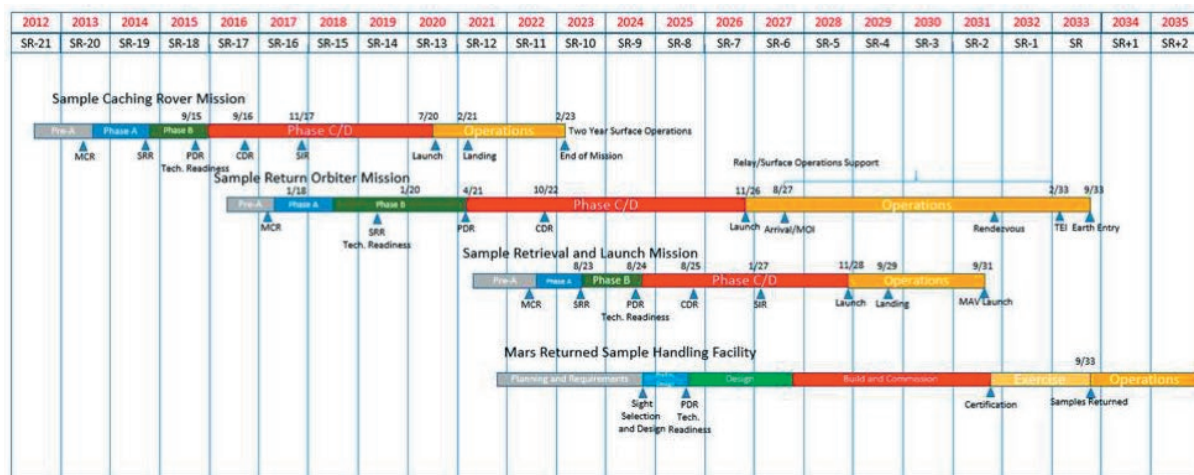 2012 2013 2014 2015 2016 2017 2018 2019 2020 2021 2022 2023 2024 2025 2026 2027 2028 2029 2030 2031 2032 2033 2034 2035
SR-21 SR-20 SR-19 SR-18 SR-17 SR-16 SR-15 SR-14 SR-13 SR-12 SR-11 SR-10 SR-9 SR-8 SR-7 SR-6 SR-5 SR-4 SR-3 SR-2 SR-1 SR SR+1 SR+2
Sample Caching Rover Mission
9/15 9/16 11/17 7/20 2/21 2/23
Pre-A Phase A Phase B Phase C/D Operations Two Year Surface Operations
MCR SRR PDR CDR SIR Launch Landing End of Mission
Tech. Readiness
Relay/Surface Operations Support
Sample Return Orbiter Mission
1/18 1/20 4/21 10/22 11/26 8/27 2/33 9/33
Pre-A Phase A Phase B Phase C/D Operations
MCR SRR PDR CDR Launch Arrival/MOI Rendezvous TEI Earth Entry
Tech. Readiness
Sample Retrieval and Launch Mission
8/23 8/24 8/25 1/27 11/28 9/29 9/31
Pre-A Phase A Phase B Phase C/D Operations
MCR SRR PDR CDR SIR Launch Landing MAV Launch
Tech. Readiness
Mars Returned Sample Handling Facility
9/33
Planning and Requirements Design Build and Commission Exercise Operations
Sight PDR Certification Samples Returned
Selection Tech.
and Design Readiness